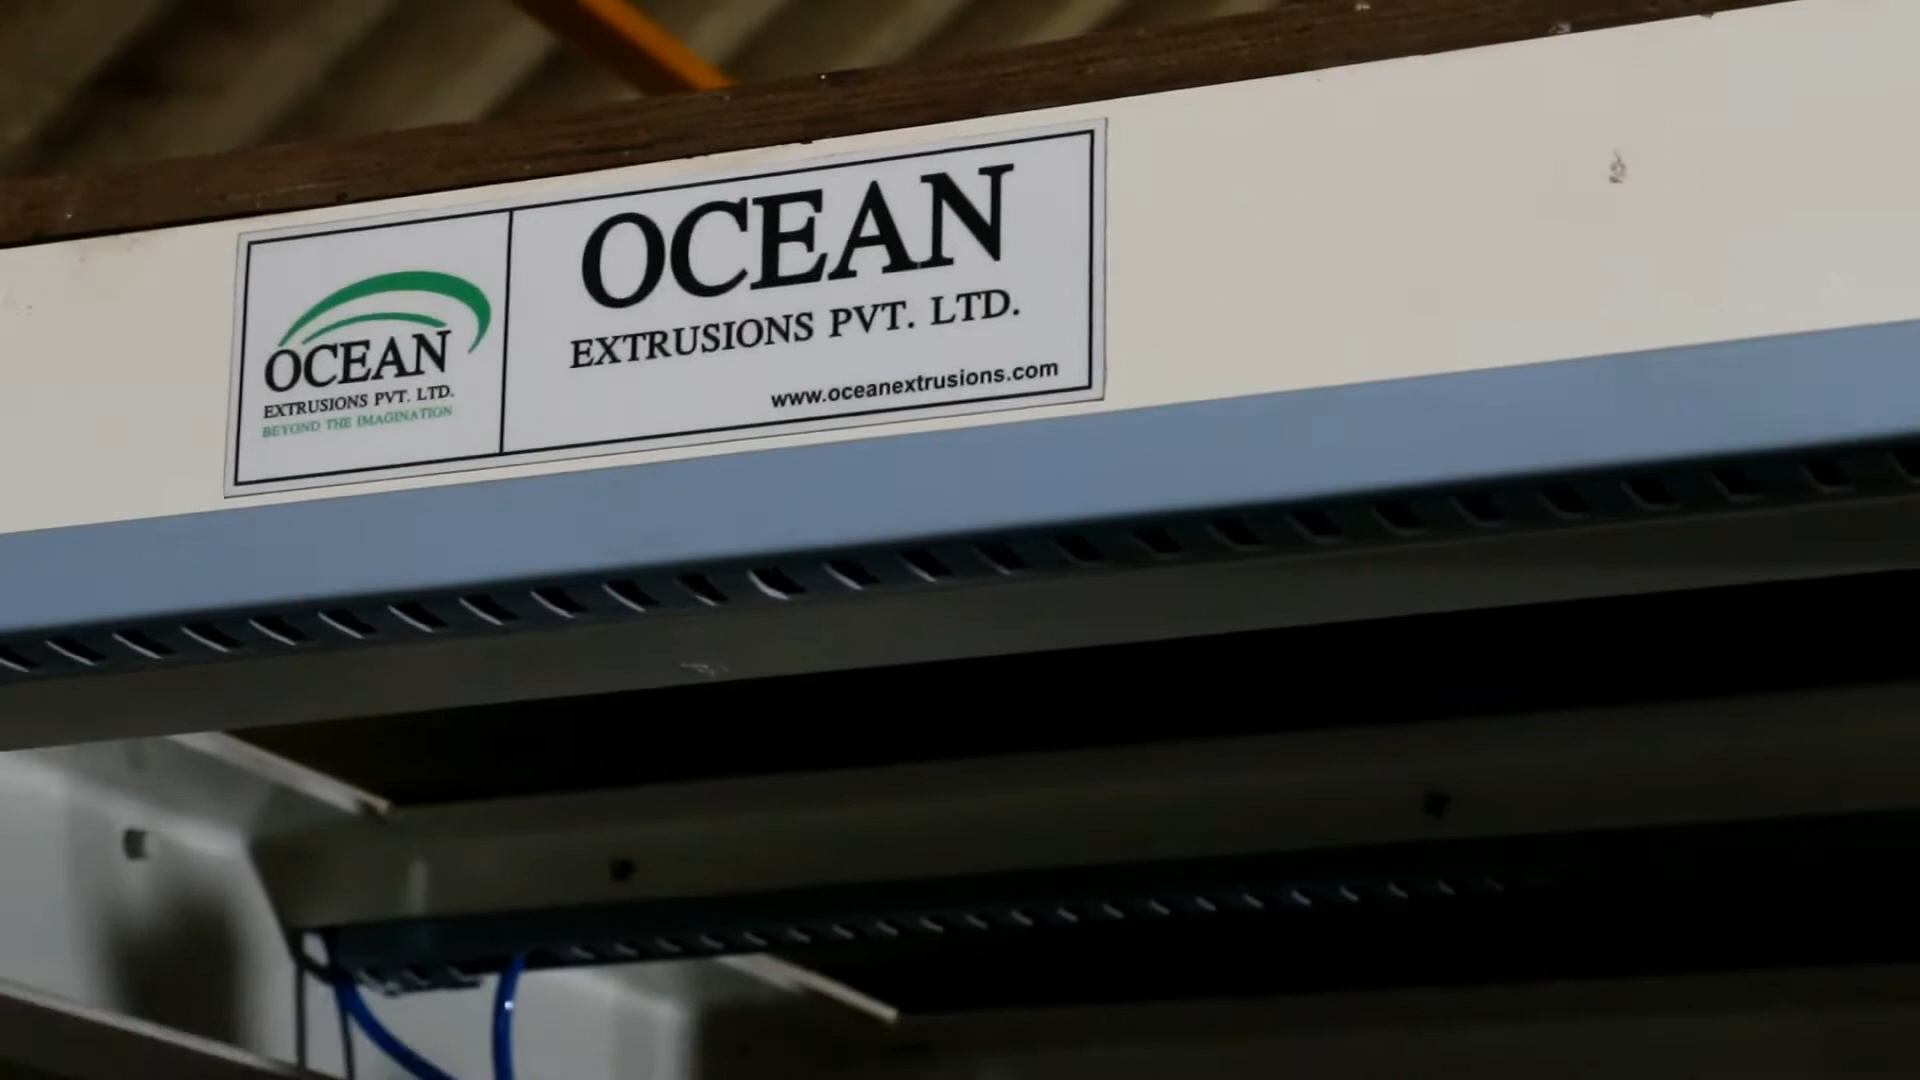 OCEAN
EXTRUSIONS PVT. LTD.
BEYOND THE IMAGINATION
OCEAN
EXTRUSIONS PVT. LTD.
www.oceanextrusions.com